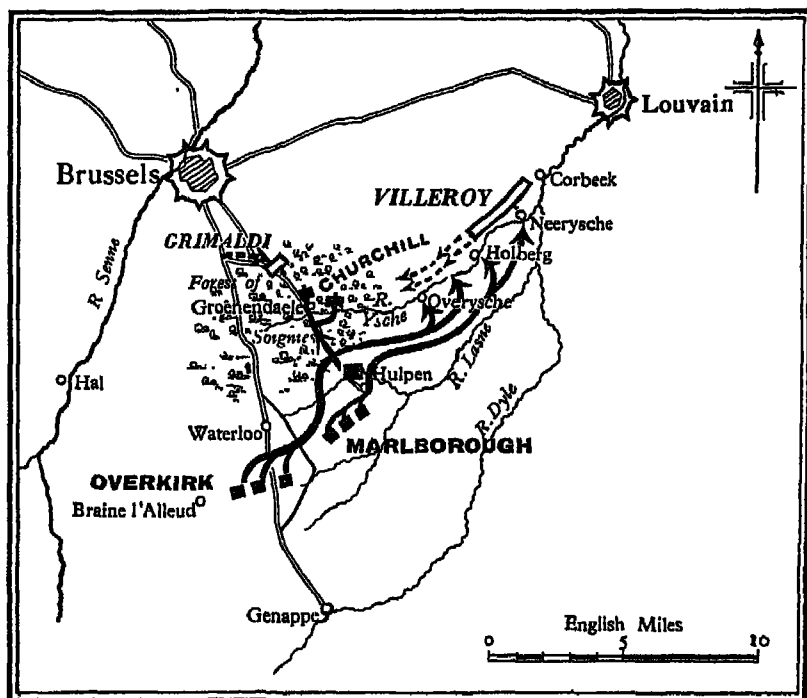 Louvain
Brussels
VILLEROY
Corbeek
Neerysche
GRIMALDI
CHURCHILL
Holberg
R. Senne
Forest of
Groenendaele
R.
Ysche
Overysche
Soignies
R. Lasne
Hal
Hulpen
R. Dyle
Waterloo
MARLBOROUGH
OVERKIRK
Braine l'Alleud
Genappe
English Miles
0 5 10